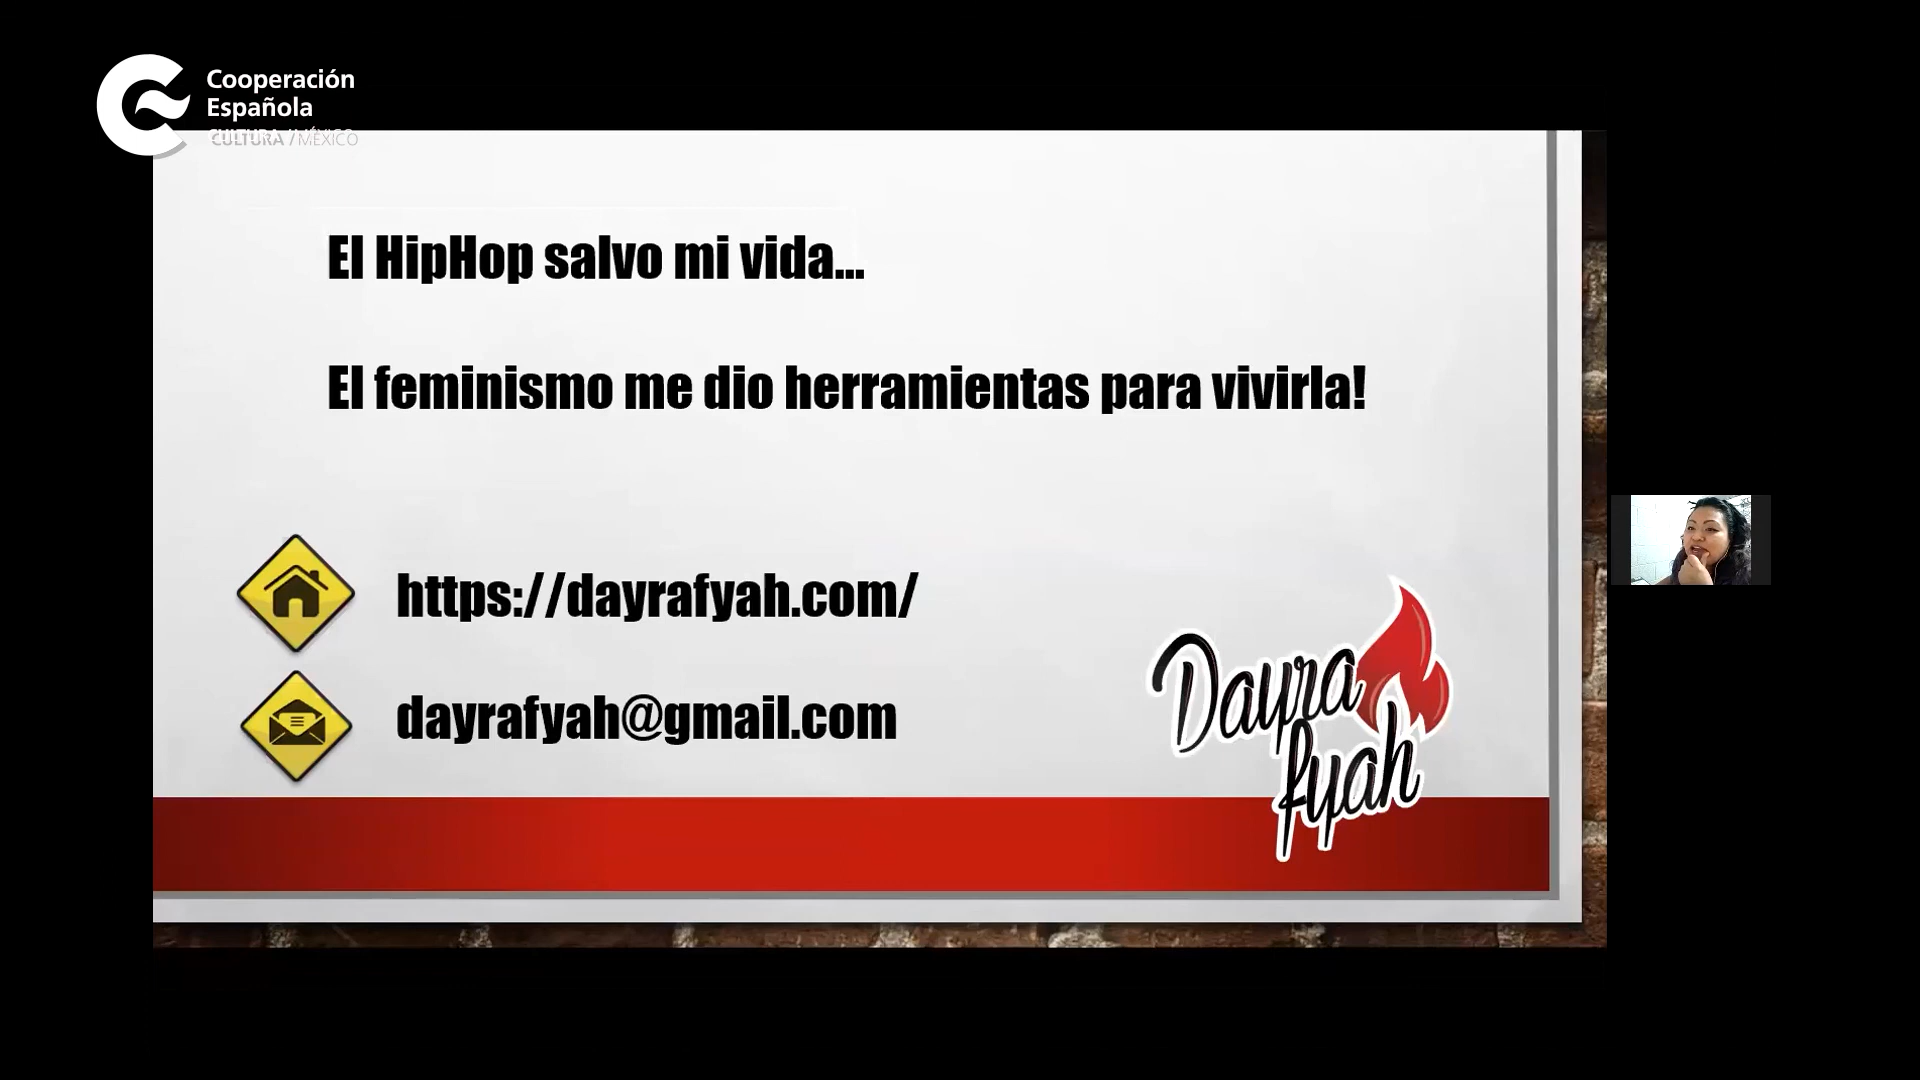 Cooperación
Española
CULTURA / MÉXICO
El HipHop salvo mi vida...
El feminismo me dio herramientas para vivirla!
https://dayrafyah.com/
dayrafyah@gmail.com
Dayra
fyah